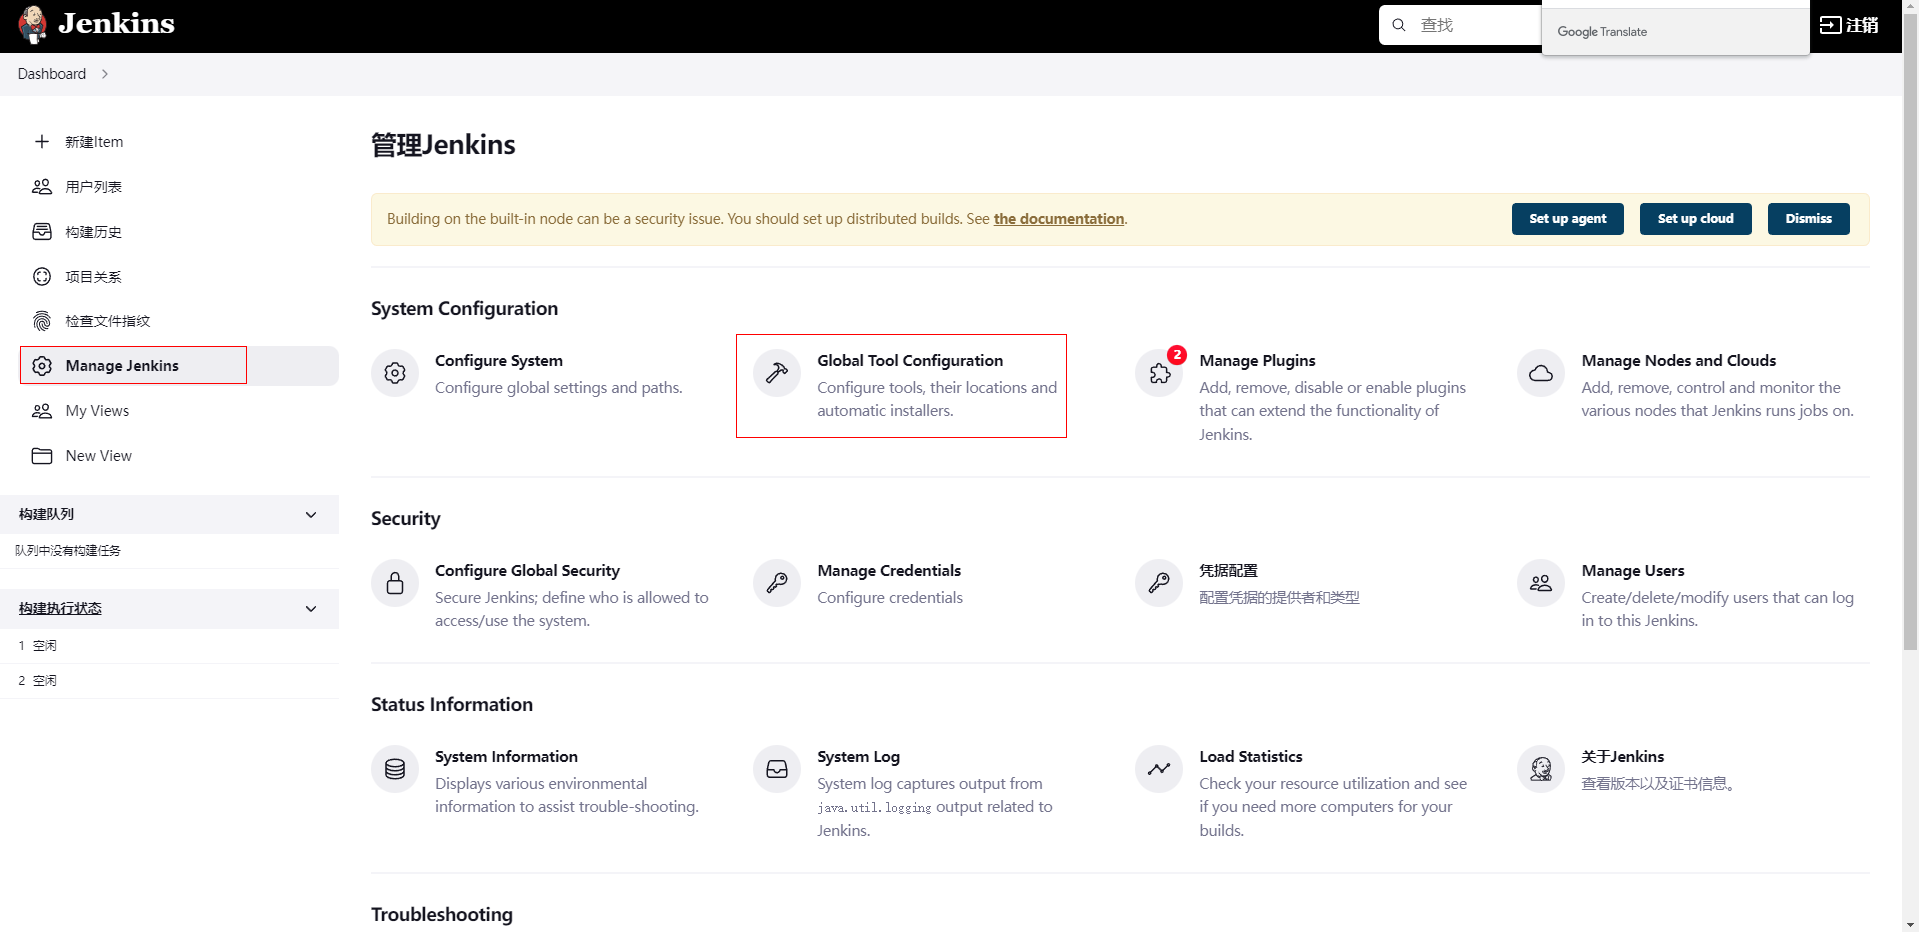 Jenkins
查找
Google Translate
注销
Dashboard
新建Item
用户列表
构建历史
项目关系
检查文件指纹
Manage Jenkins
My Views
New View
构建队列
队列中没有构建任务
构建执行状态
1 空闲
2 空闲
管理Jenkins
Building on the built-in node can be a security issue. You should set up distributed builds. See the documentation.
Set up agent
Set up cloud
Dismiss
System Configuration
Configure System
Configure global settings and paths.
Global Tool Configuration
Configure tools, their locations and
automatic installers.
2
Manage Plugins
Add, remove, disable or enable plugins
that can extend the functionality of
Jenkins.
Manage Nodes and Clouds
Add, remove, control and monitor the
various nodes that Jenkins runs jobs on.
Security
Configure Global Security
Secure Jenkins; define who is allowed to
access/use the system.
Manage Credentials
Configure credentials
凭据配置
配置凭据的提供者和类型
Manage Users
Create/delete/modify users that can log
in to this Jenkins.
Status Information
System Information
Displays various environmental
information to assist trouble-shooting.
System Log
System log captures output from
java.util.logging output related to
Jenkins.
Load Statistics
Check your resource utilization and see
if you need more computers for your
builds.
关于Jenkins
查看版本以及证书信息。
Troubleshooting